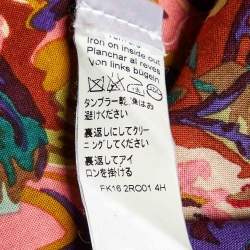 Iron on inside out
Planchar al revés
Von links bügeln
タンブラー乾燥はお
避けください
裏返しにしてクリー
ニングしてください
裏返しでアイ
ロンを掛ける
FK16 2RO01 4H